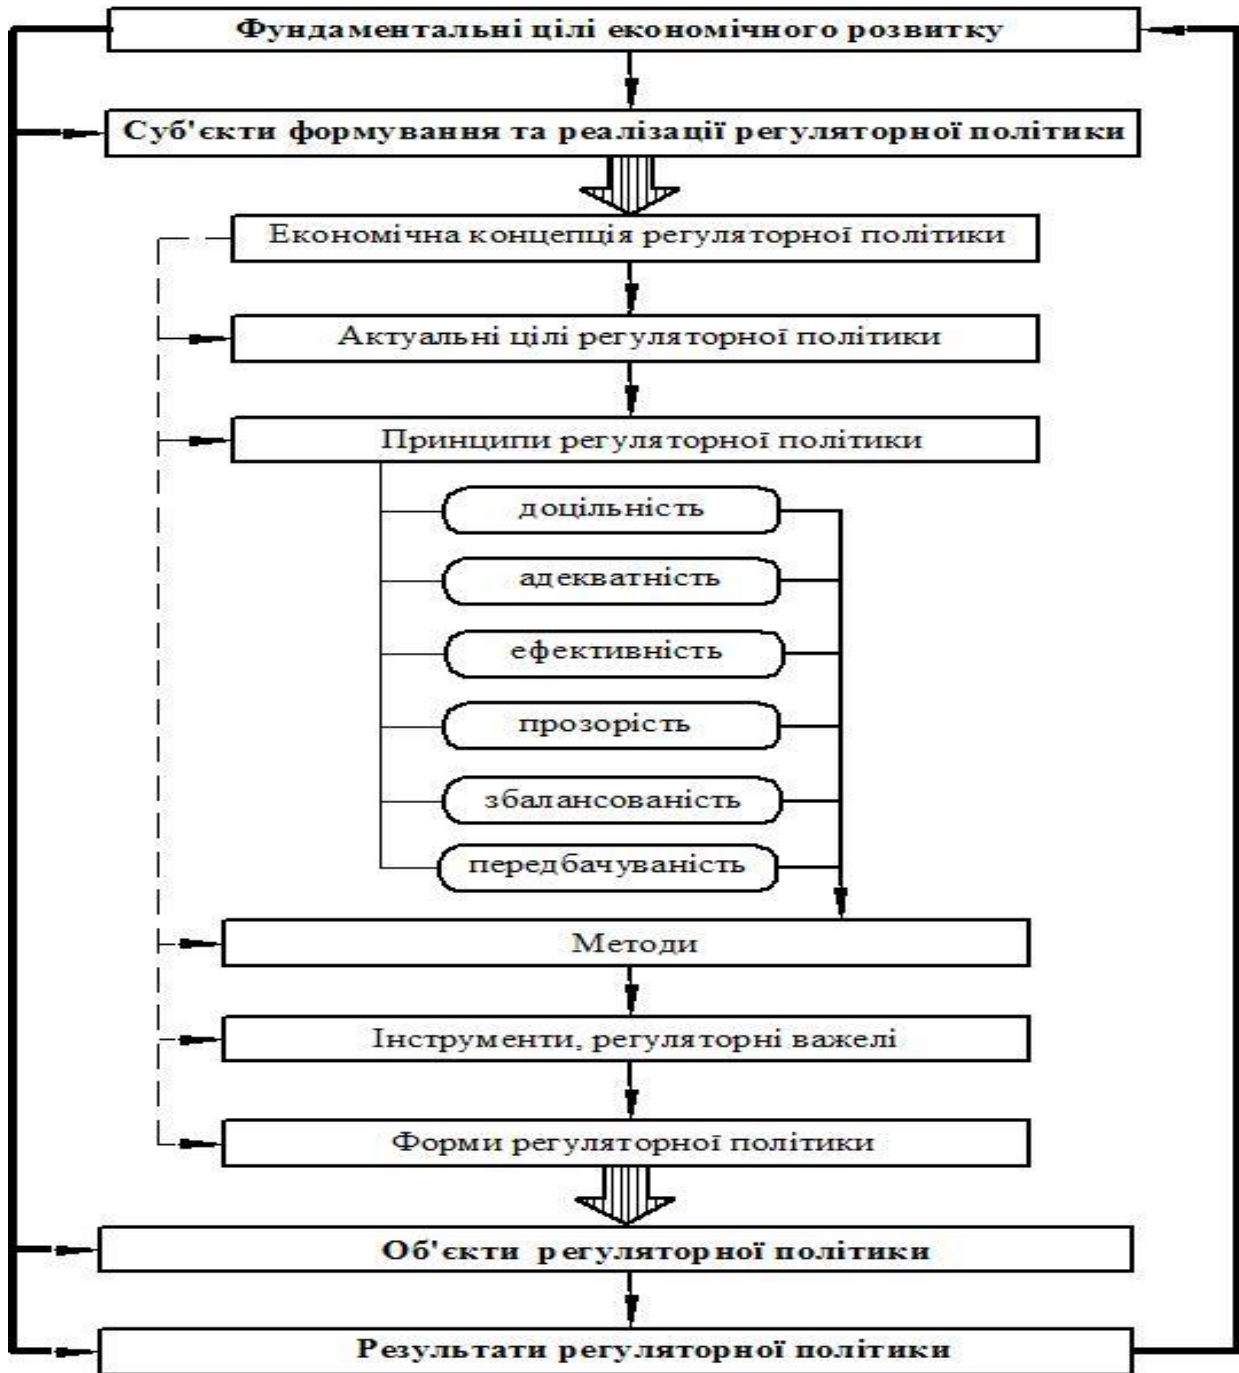 Фундаментальні цілі економічного розвитку
Суб'єкти формування та реалізації регуляторної політики
Економічна концепція регуляторної політики
Актуальні цілі регуляторної політики
Принципи регуляторної політики
доцільність
адекватність
ефективність
прозорість
збалансованість
передбачуваність
Методи
Інструменти, регуляторні важелі
Форми регуляторної політики
Об'єкти регуляторної політики
Результати регуляторної політики